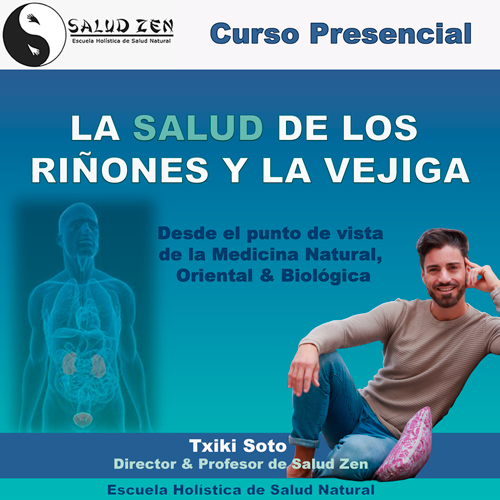 SALUD ZEN
Escuela Holística de Salud Natural
Curso Presencial
LA SALUD DE LOS
RIÑONES Y LA VEJIGA
Desde el punto de vista
de la Medicina Natural,
Oriental & Biológica
Txiki Soto
Director & Profesor de Salud Zen
Escuela Holística de Salud Natural